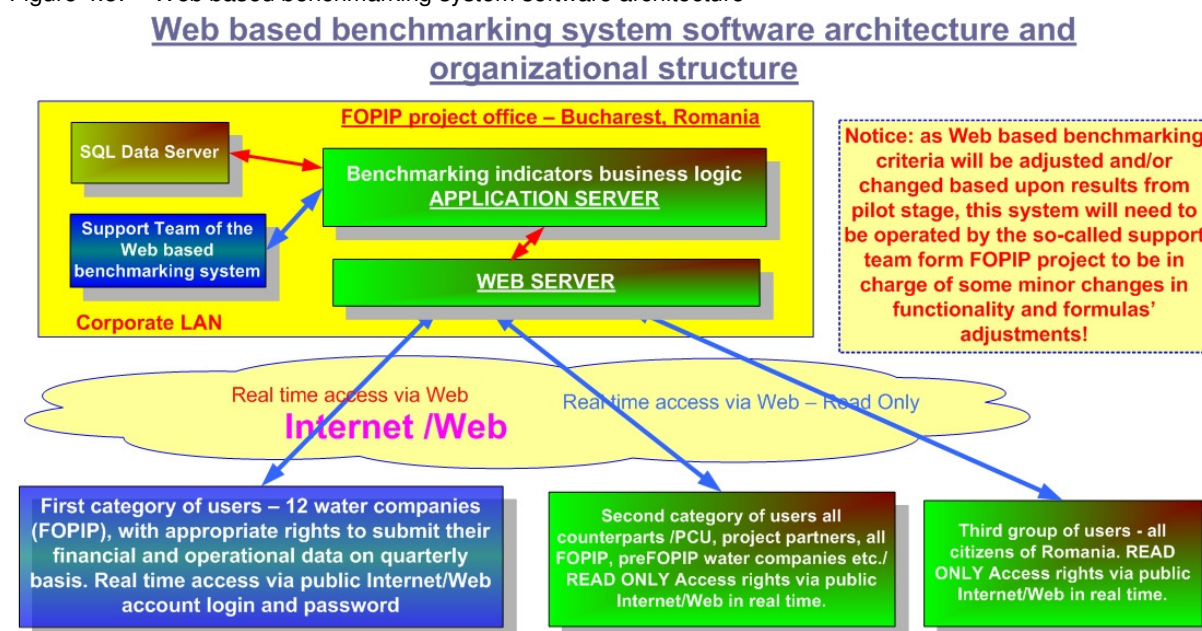 Figure 4.3. Web based benchmarking system software architecture
Web based benchmarking system software architecture and
organizational structure
FOPIP project office – Bucharest, Romania
SQL Data Server
Benchmarking indicators business logic
APPLICATION SERVER
Support Team of the
Web based
benchmarking system
WEB SERVER
Corporate LAN
Notice: as Web based benchmarking
criteria will be adjusted and/or
changed based upon results from
pilot stage, this system will need to
be operated by the so-called support
team form FOPIP project to be in
charge of some minor changes in
functionality and formulas'
adjustments!
Real time access via Web
Internet /Web
Real time access via Web – Read Only
First category of users – 12 water companies
(FOPIP), with appropriate rights to submit their
financial and operational data on quarterly
basis. Real time access via public Internet/Web
account login and password
Second category of users all
counterparts /PCU, project partners, all
FOPIP, preFOPIP water companies etc./
READ ONLY Access rights via public
Internet/Web in real time.
Third group of users - all
citizens of Romania. READ
ONLY Access rights via public
Internet/Web in real time.